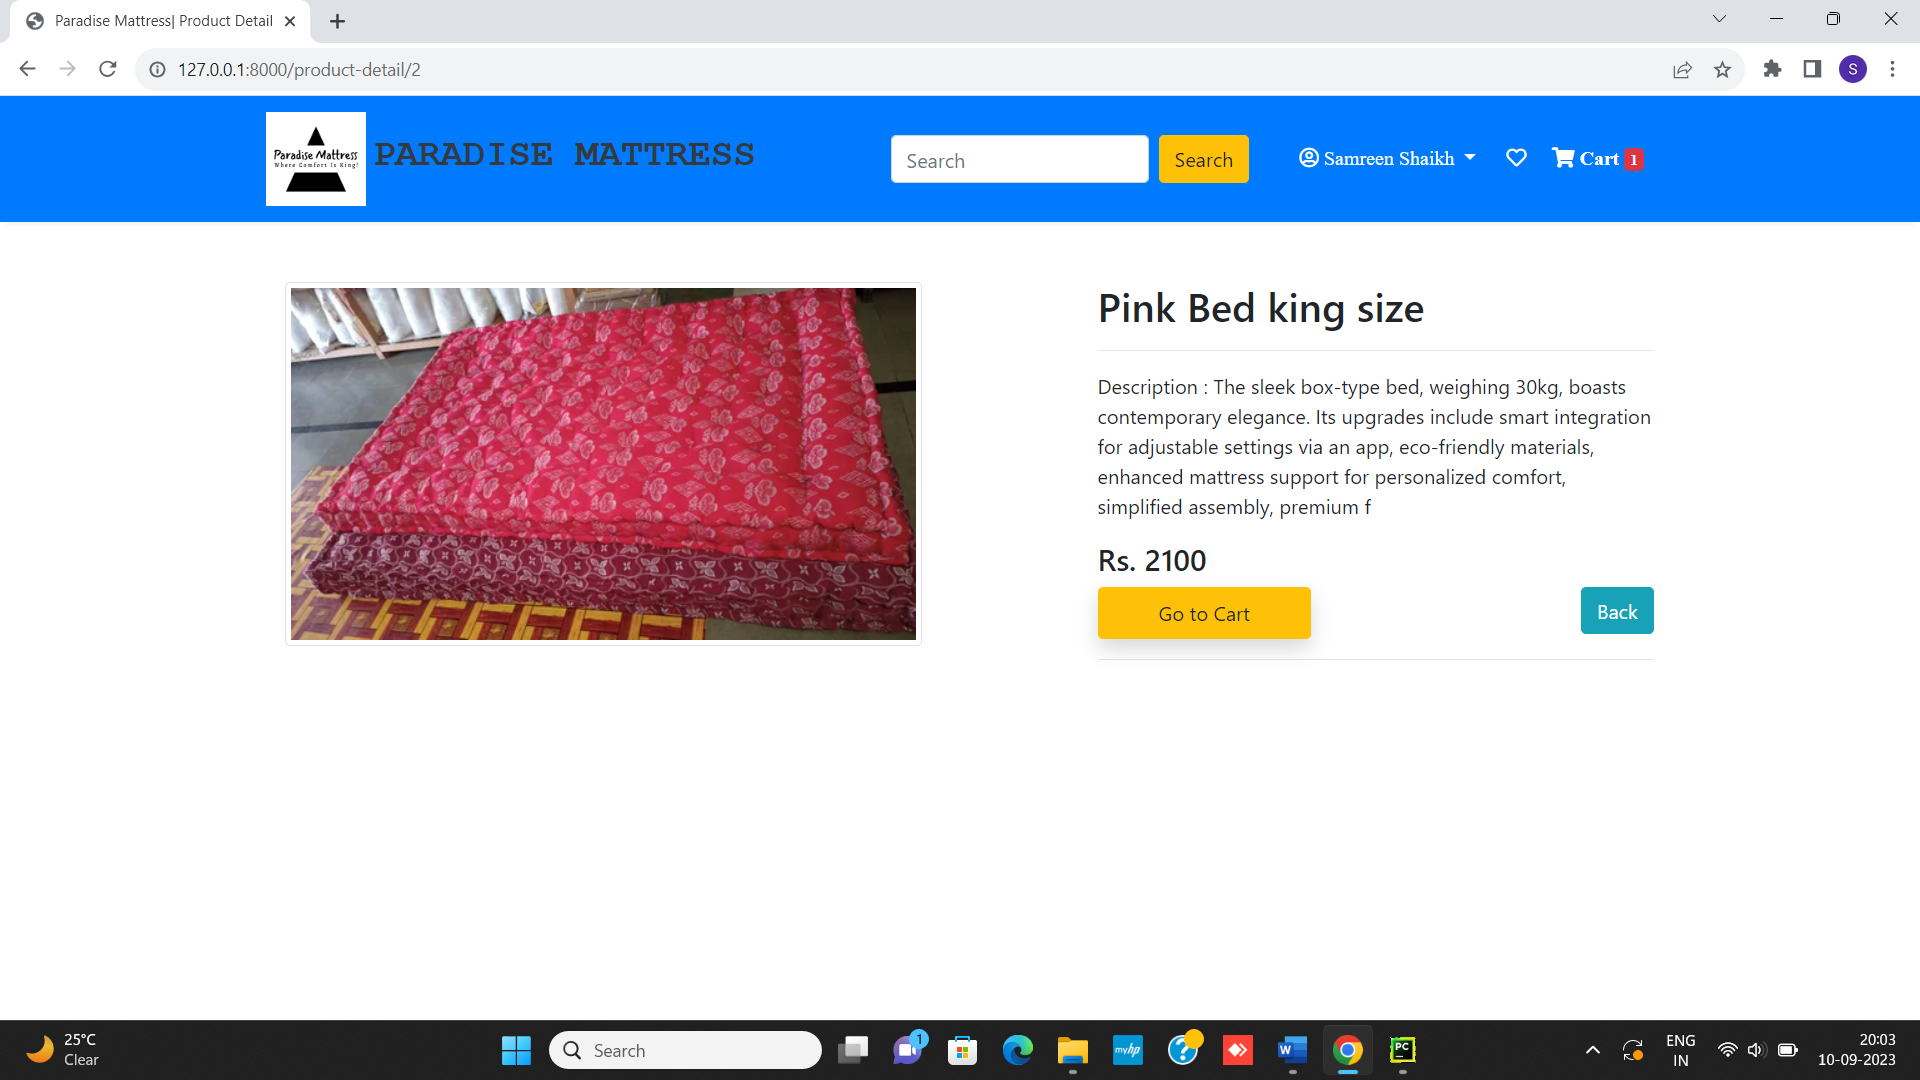 Paradise Mattress| Product Detail
127.0.0.1:8000/product-detail/2
S
Paradise Mattress
Where Comfort Is King!
PARADISE MATTRESS
Search
Search
Samreen Shaikh
Cart 1
Pink Bed king size
Description : The sleek box-type bed, weighing 30kg, boasts
contemporary elegance. Its upgrades include smart integration
for adjustable settings via an app, eco-friendly materials,
enhanced mattress support for personalized comfort,
simplified assembly, premium f
Rs. 2100
Go to Cart
Back
25°C
Clear
Search
1
myhp
?
W
PC
ENG
IN
20:03
10-09-2023